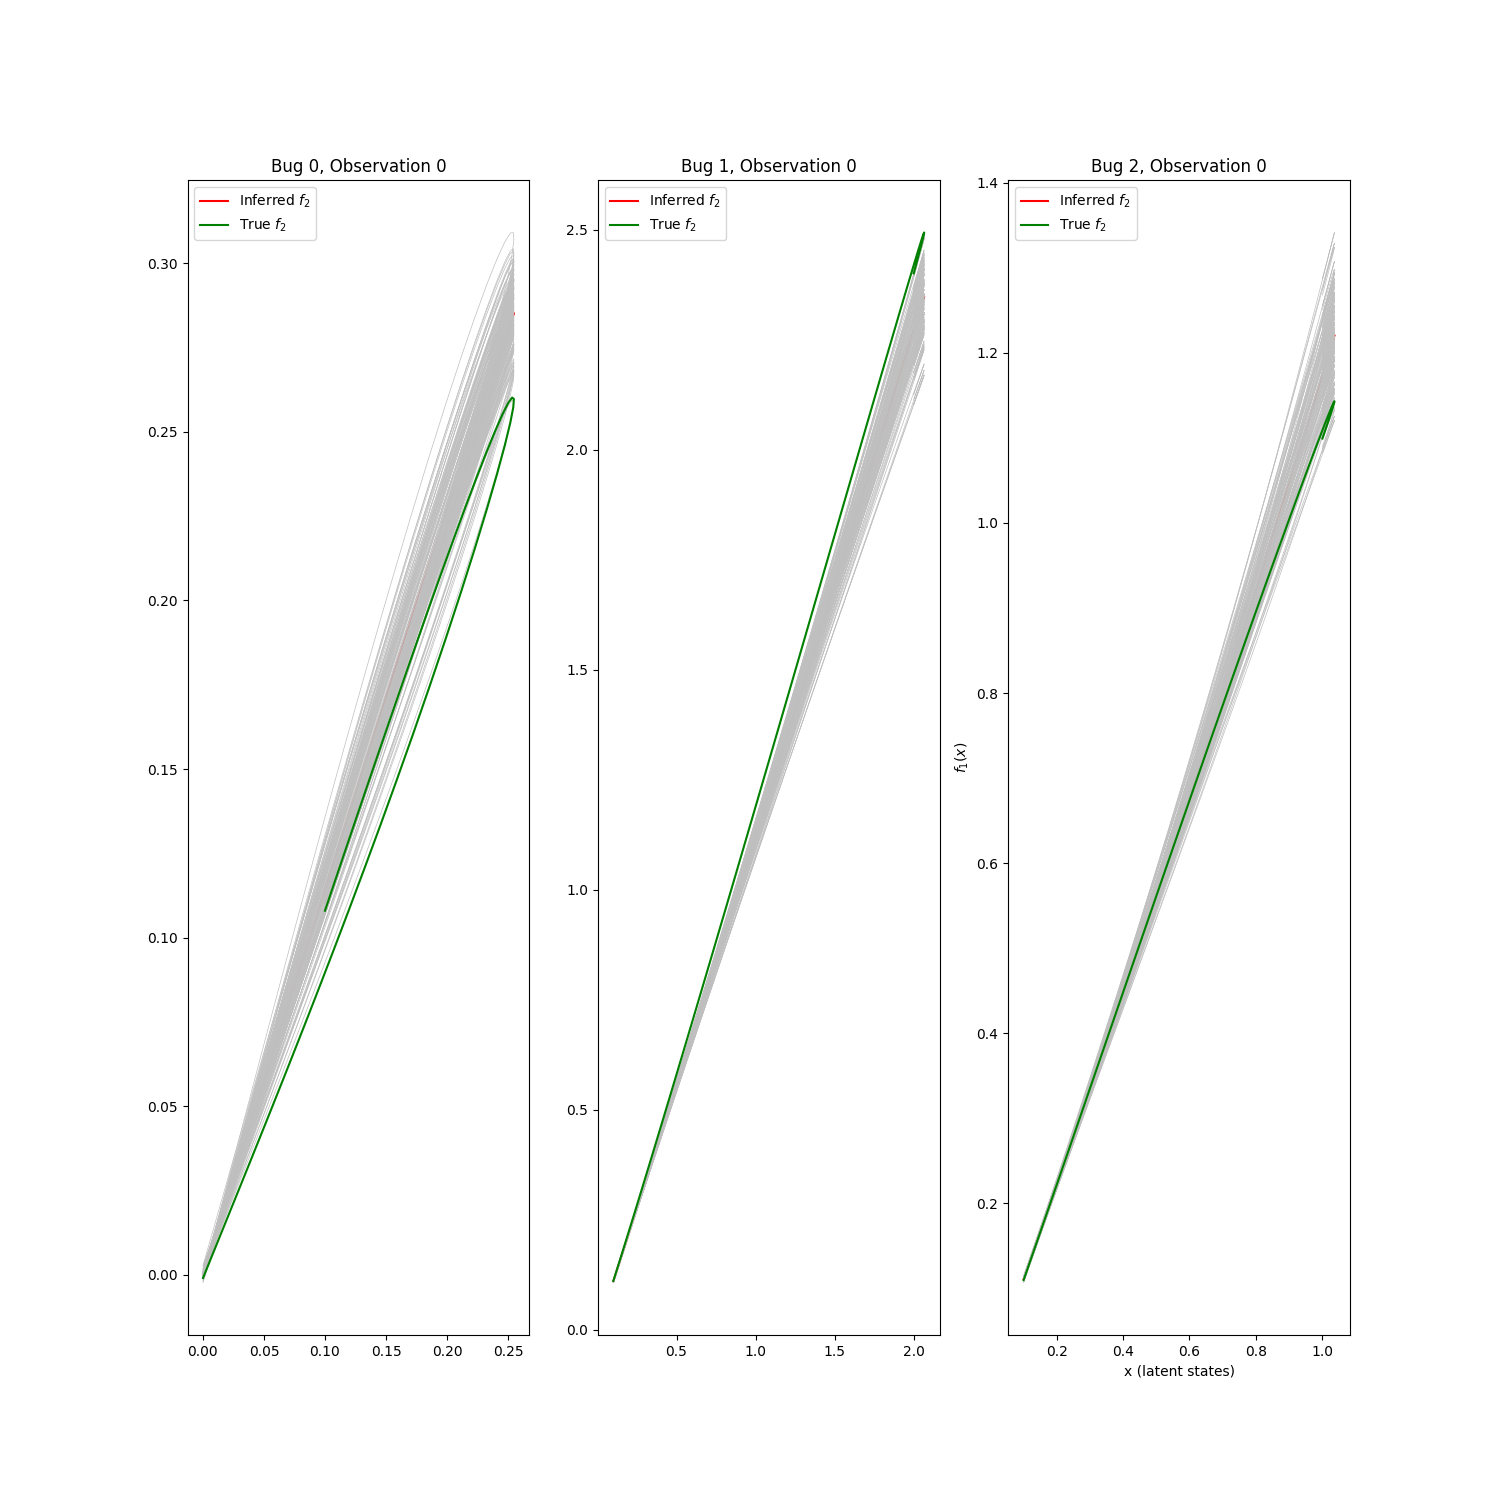 Bug 0, Observation 0
Inferred f₂
True f₂
0.30
0.25
0.20
0.15
0.10
0.05
0.00
0.00 0.05 0.10 0.15 0.20 0.25
Bug 1, Observation 0
Inferred f₂
True f₂
2.5
2.0
1.5
1.0
0.5
0.0
0.5 1.0 1.5 2.0
Bug 2, Observation 0
Inferred f₂
True f₂
1.4
1.2
1.0
0.8
0.6
0.4
0.2
f₁(x)
0.2 0.4 0.6 0.8 1.0
x (latent states)